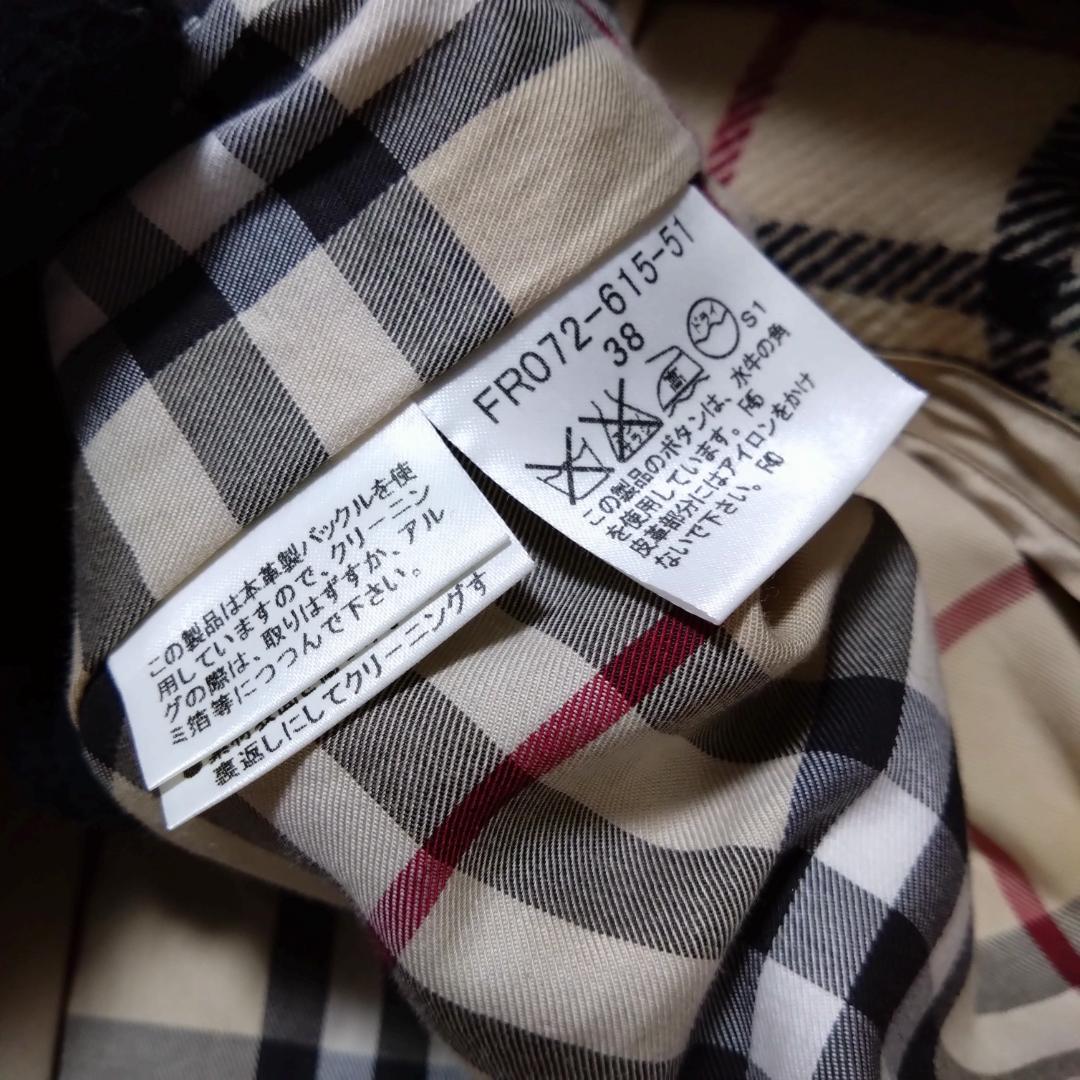 FR072-615-51
38
ドライ
S1
この製品のボタンは、水牛の角
を使用しています。F6
皮革部分にはアイロンをかけ
ないで下さい。F40
この製品は本革製バックルを使
用していますので、クリーニン
グの際は、取りはずすか、アル
ミ箔等につつんで下さい。
裏返しにしてクリーニングす